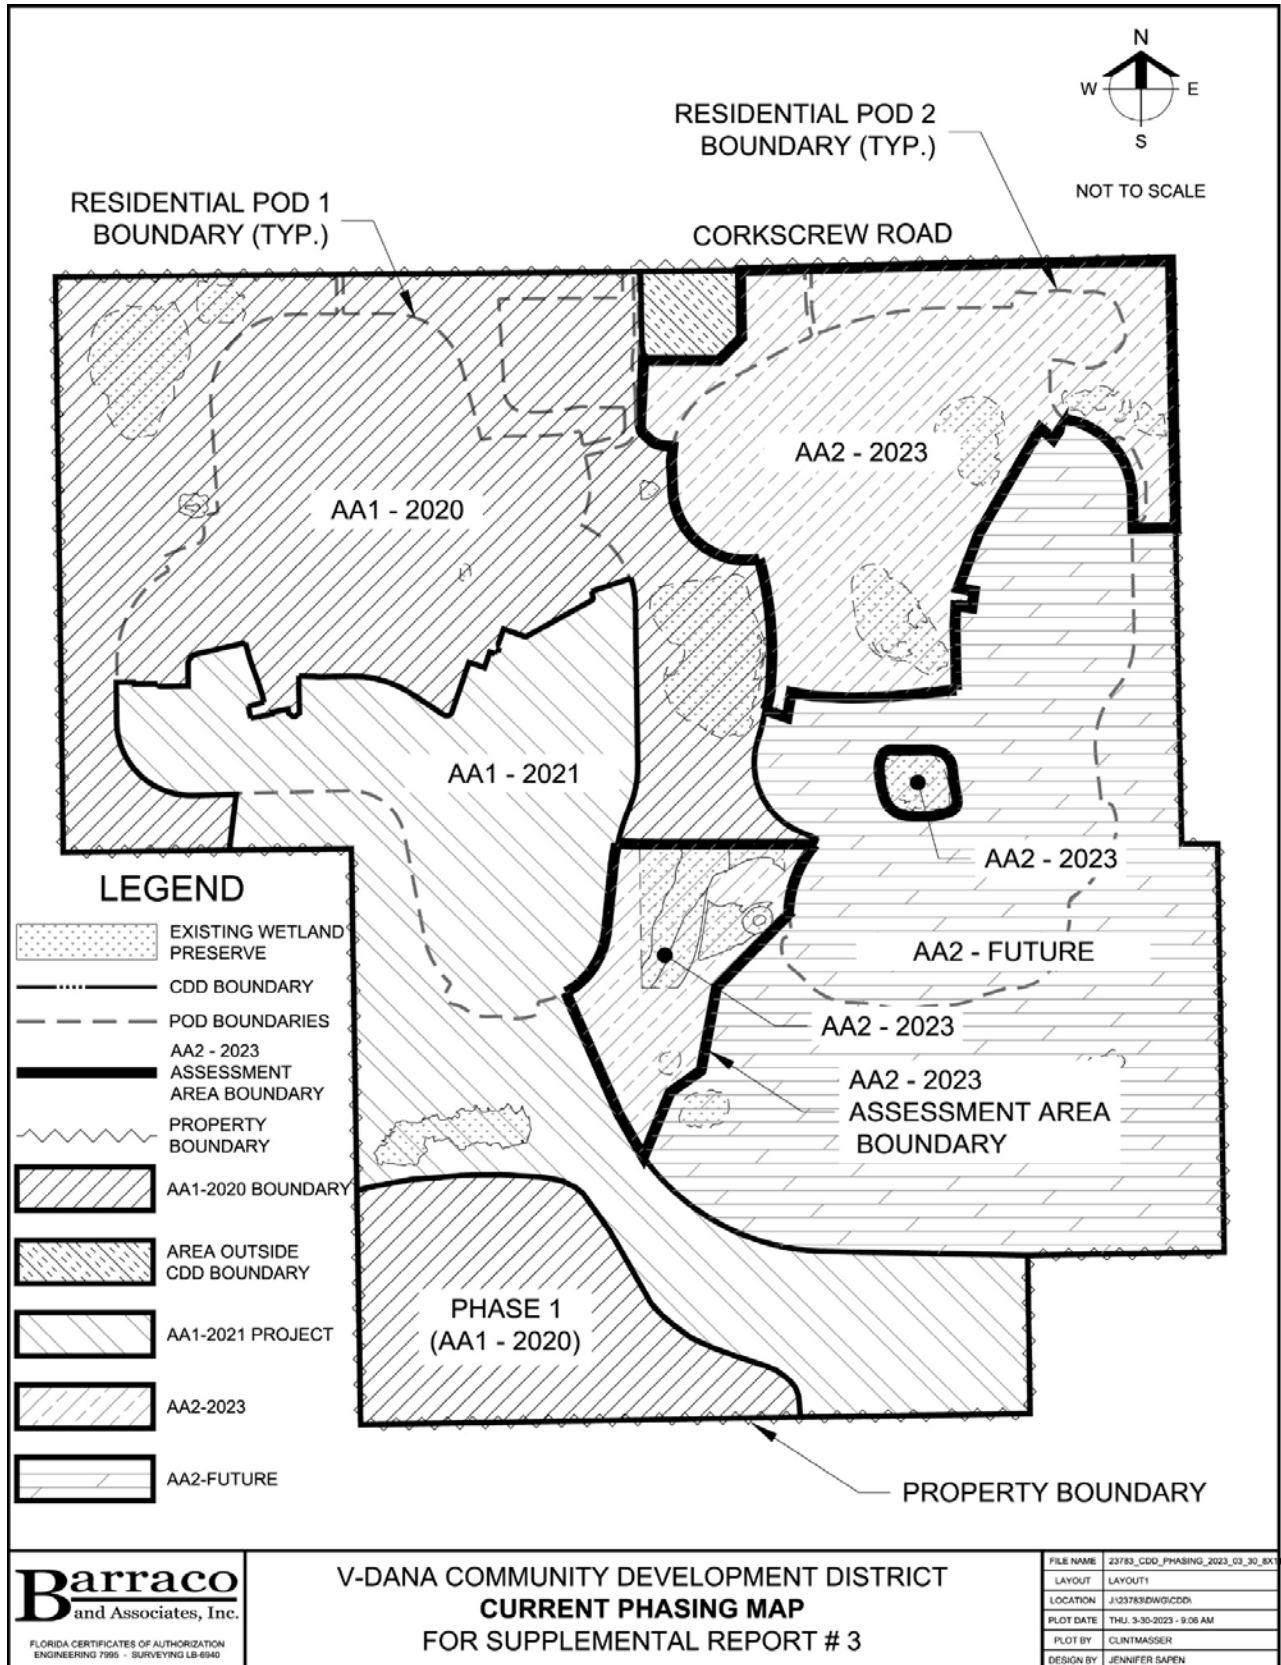 N
W
E
S
NOT TO SCALE
RESIDENTIAL POD 2
BOUNDARY (TYP.)
RESIDENTIAL POD 1
BOUNDARY (TYP.)
CORKSCREW ROAD
AA2 - 2023
AA1 - 2020
AA1 - 2021
AA2 - 2023
AA2 - FUTURE
AA2 - 2023
AA2 - 2023
ASSESSMENT AREA
BOUNDARY
PHASE 1
(AA1 - 2020)
PROPERTY BOUNDARY
LEGEND
EXISTING WETLAND
PRESERVE
CDD BOUNDARY
POD BOUNDARIES
AA2 - 2023
ASSESSMENT
AREA BOUNDARY
PROPERTY
BOUNDARY
AA1-2020 BOUNDARY
AREA OUTSIDE
CDD BOUNDARY
AA1-2021 PROJECT
AA2-2023
AA2-FUTURE
Barraco
and Associates, Inc.
FLORIDA CERTIFICATES OF AUTHORIZATION
ENGINEERING 7995 - SURVEYING LB-6940
V-DANA COMMUNITY DEVELOPMENT DISTRICT
CURRENT PHASING MAP
FOR SUPPLEMENTAL REPORT # 3
FILE NAME 23783_CDD_PHASING_2023_03_30_8X1
LAYOUT LAYOUT1
LOCATION J:\23783\DWG\CDD\
PLOT DATE THU. 3-30-2023 - 9:06 AM
PLOT BY CLINTMASSER
DESIGN BY JENNIFER SAPEN